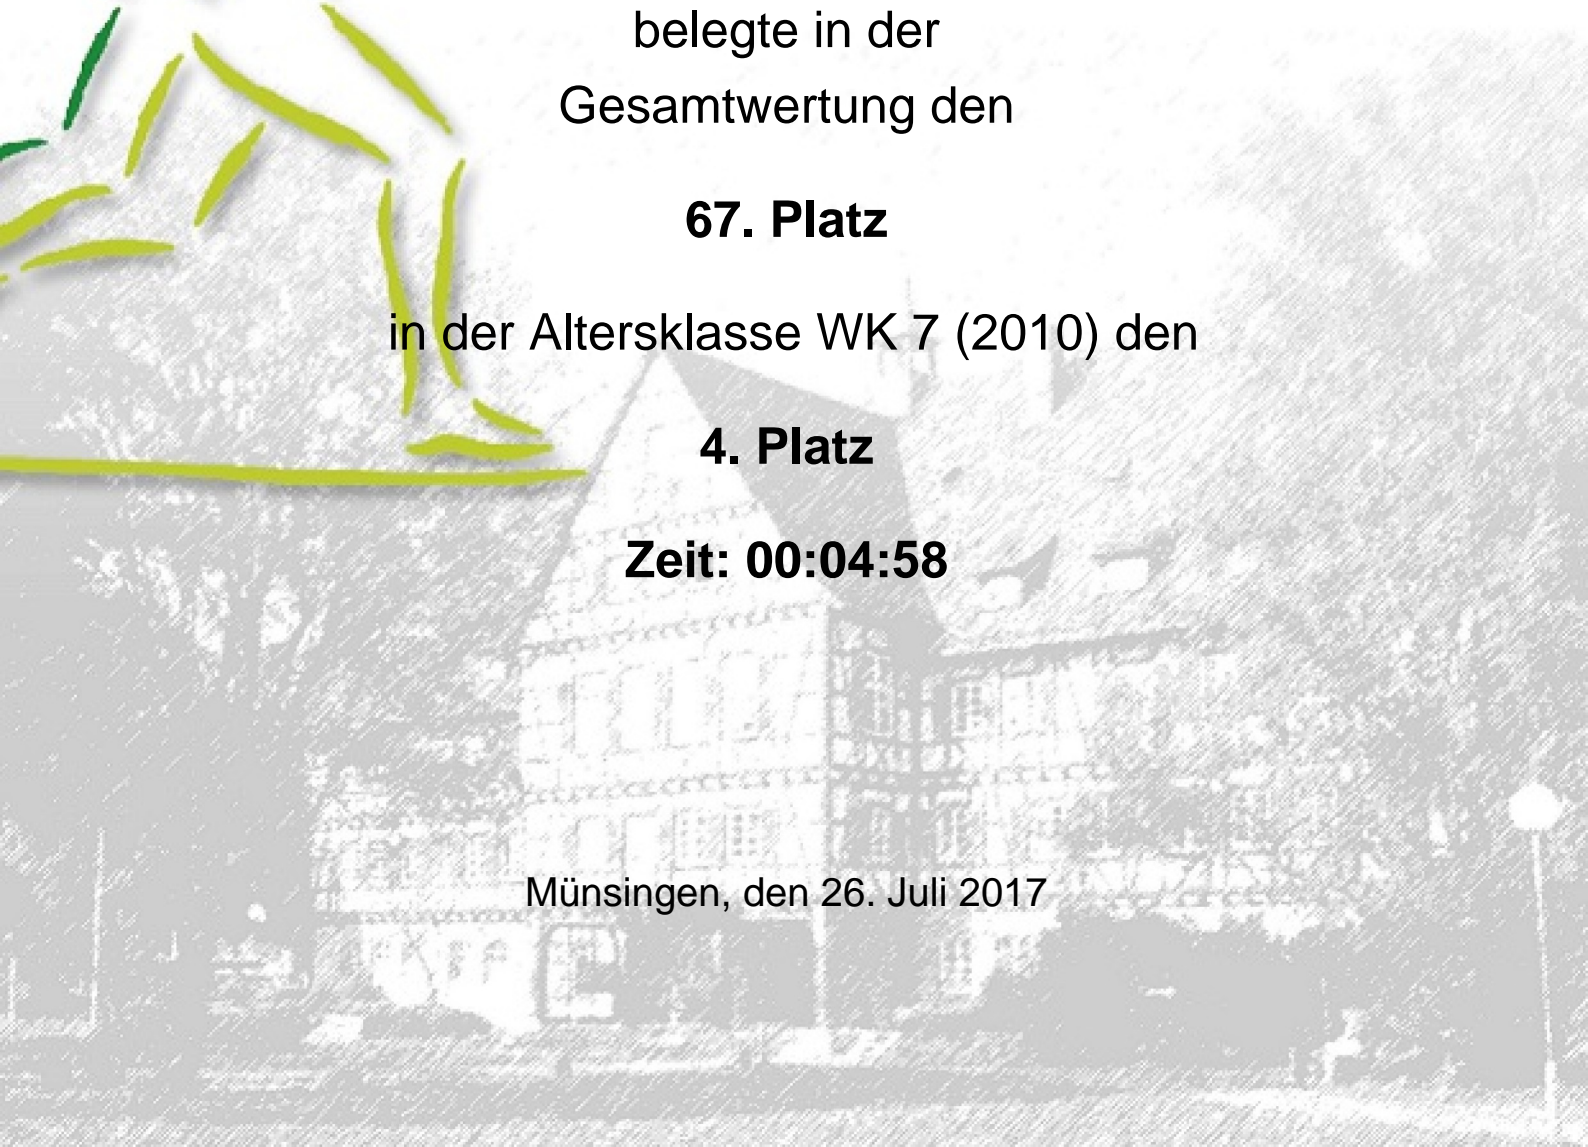 belegte in der
Gesamtwertung den
67. Platz
in der Altersklasse WK 7 (2010) den
4. Platz
Zeit: 00:04:58
Münsingen, den 26. Juli 2017